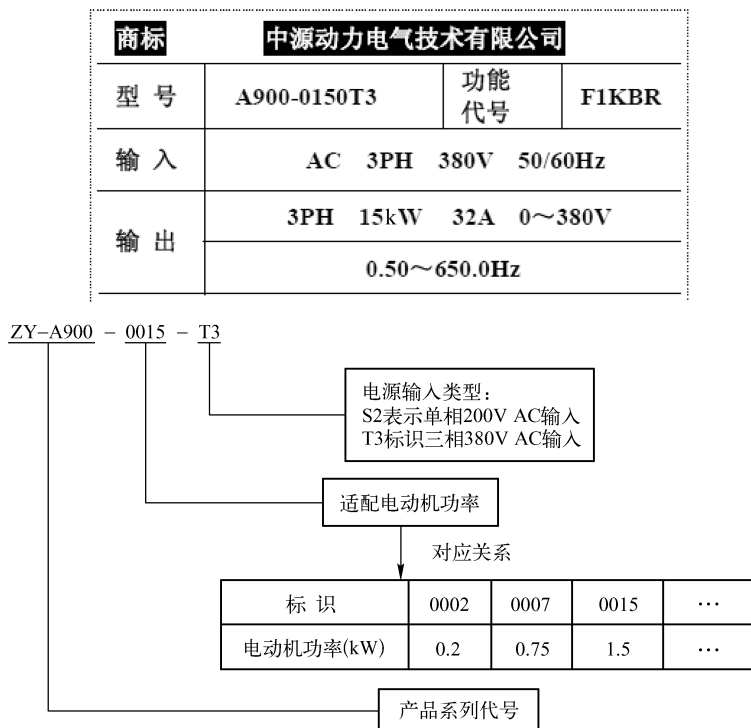 商标 中源动力电气技术有限公司
型 号 A900-0150T3 功能代号 F1KBR
输 入 AC 3PH 380V 50/60Hz
输 出 3PH 15kW 32A 0～380V
0.50～650.0Hz
ZY-A900 - 0015 - T3
电源输入类型：
S2表示单相200V AC输入
T3标识三相380V AC输入
适配电动机功率
对应关系
标 识 0002 0007 0015 …
电动机功率(kW) 0.2 0.75 1.5 …
产品系列代号